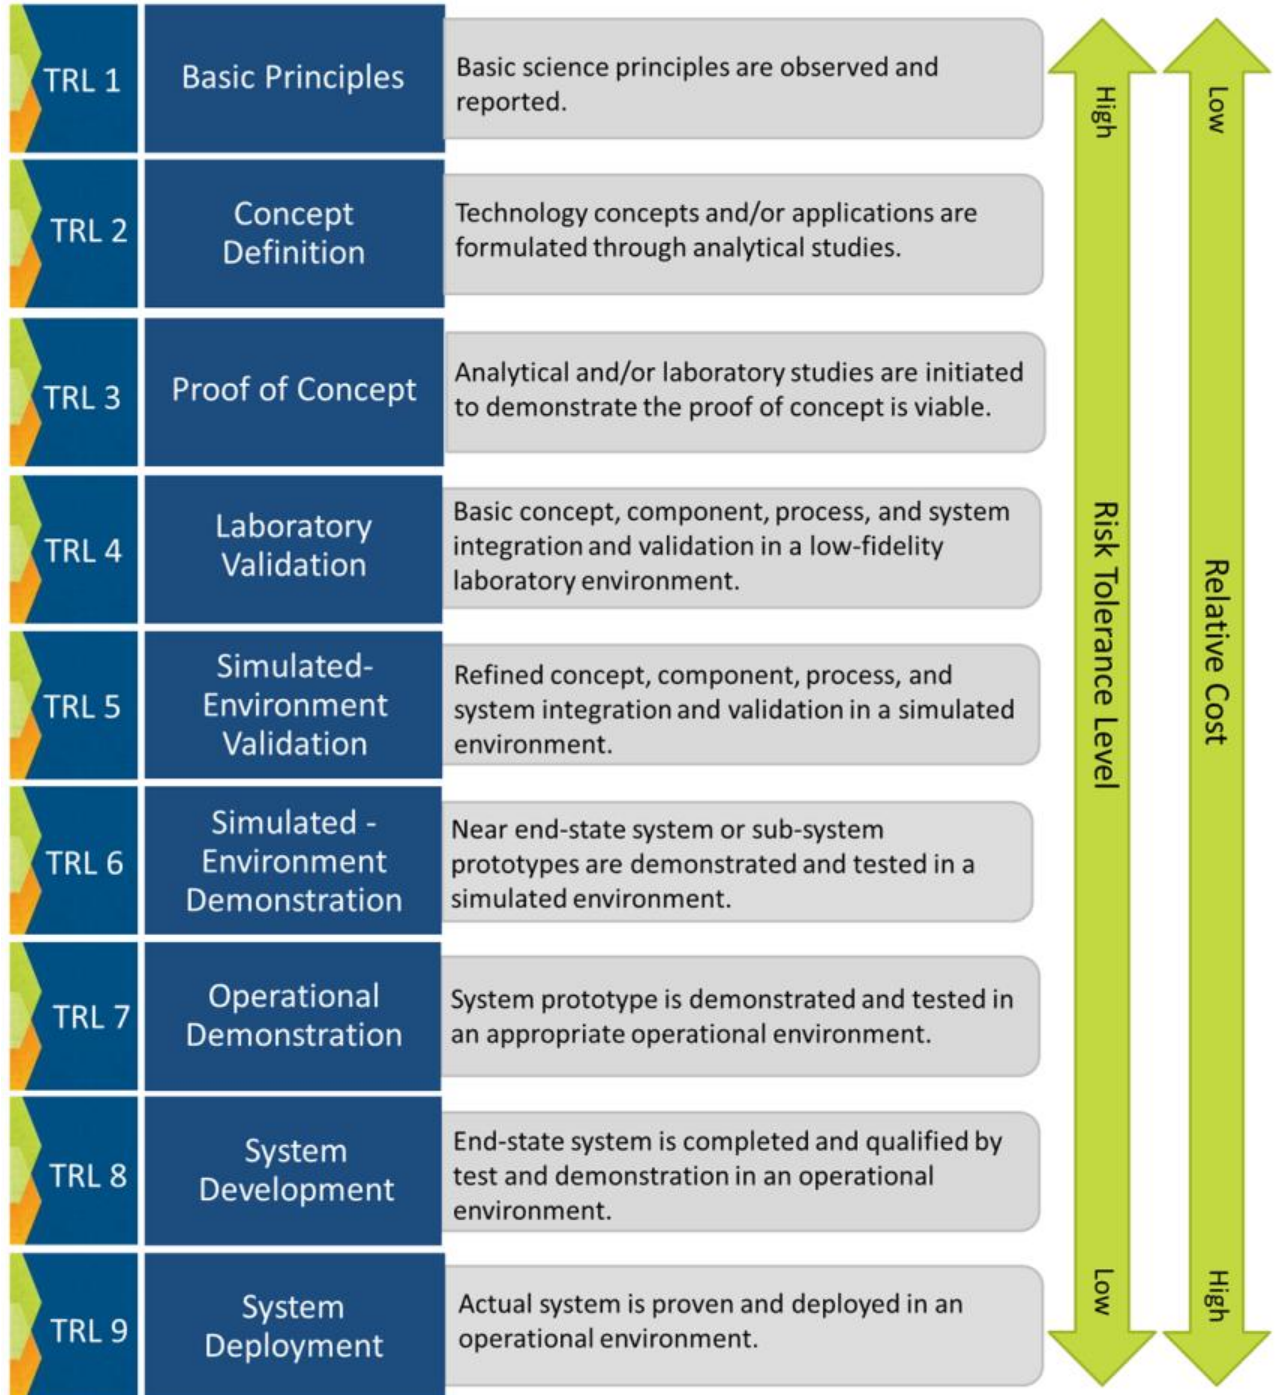 TRL 1
Basic Principles
Basic science principles are observed and
reported.
TRL 2
Concept
Definition
Technology concepts and/or applications are
formulated through analytical studies.
TRL 3
Proof of Concept
Analytical and/or laboratory studies are initiated
to demonstrate the proof of concept is viable.
TRL 4
Laboratory
Validation
Basic concept, component, process, and system
integration and validation in a low-fidelity
laboratory environment.
TRL 5
Simulated-
Environment
Validation
Refined concept, component, process, and
system integration and validation in a simulated
environment.
TRL 6
Simulated -
Environment
Demonstration
Near end-state system or sub-system
prototypes are demonstrated and tested in a
simulated environment.
TRL 7
Operational
Demonstration
System prototype is demonstrated and tested in
an appropriate operational environment.
TRL 8
System
Development
End-state system is completed and qualified by
test and demonstration in an operational
environment.
TRL 9
System
Deployment
Actual system is proven and deployed in an
operational environment.
High
Risk Tolerance Level
Low
Low
Relative Cost
High